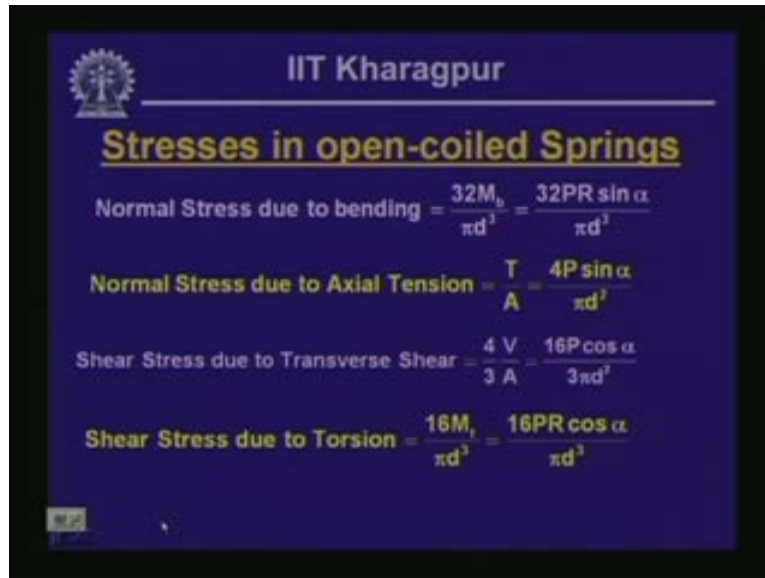 IIT Kharagpur
Stresses in open-coiled Springs
Normal Stress due to bending = 32M_b / πd³ = 32PR sin α / πd³
Normal Stress due to Axial Tension = T / A = 4P sin α / πd²
Shear Stress due to Transverse Shear = 4/3 V/A = 16P cos α / 3πd²
Shear Stress due to Torsion = 16M_t / πd³ = 16PR cos α / πd³